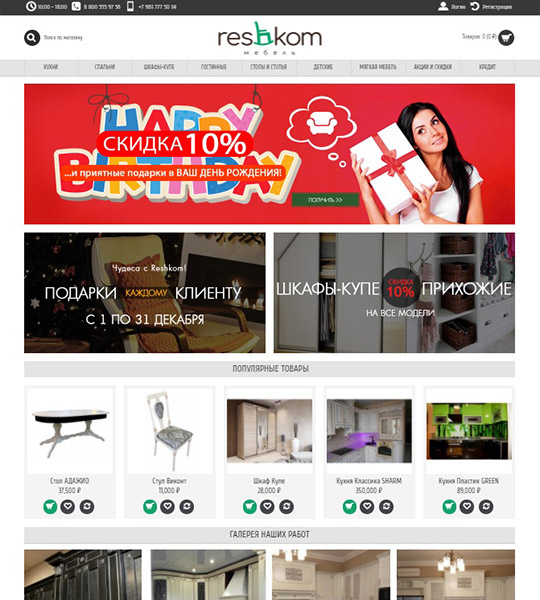 10:00 - 18:00 8 800 555 97 56 +7 983 777 50 34 Логин Регистрация
Поиск по магазину
reshkom
мебель
Товаров: 0 (0 ₽)
КУХНИ СПАЛЬНИ ШКАФЫ-КУПЕ ГОСТИННЫЕ СТОЛЫ И СТУЛЬЯ ДЕТСКИЕ МЯГКАЯ МЕБЕЛЬ АКЦИИ И СКИДКИ КРЕДИТ
HAPPY
СКИДКА 10%
BIRTHDAY
...и приятные подарки в ВАШ ДЕНЬ РОЖДЕНИЯ!
ПОЛУЧИТЬ >>
Чудеса с Reshkom!
ПОДАРКИ КАЖДОМУ КЛИЕНТУ
С 1 ПО 31 ДЕКАБРЯ
ШКАФЫ-КУПЕ СКИДКА 10% ПРИХОЖИЕ
НА ВСЕ МОДЕЛИ
ПОПУЛЯРНЫЕ ТОВАРЫ
Стол АДАЖИО
37,500 ₽
Стул Виконт
11,000 ₽
Шкаф Купе
28,000 ₽
Кухня Классика SHARM
350,000 ₽
Кухня Пластик GREEN
89,000 ₽
ГАЛЕРЕЯ НАШИХ РАБОТ